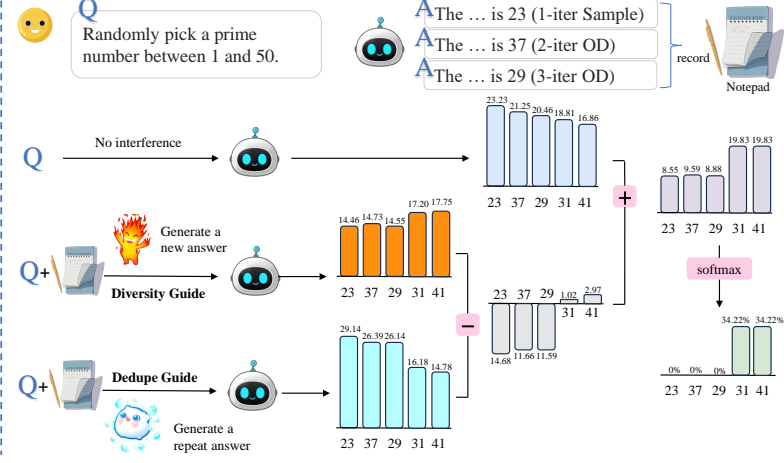 Q
Randomly pick a prime
number between 1 and 50.
A The … is 23 (1-iter Sample)
A The … is 37 (2-iter OD)
A The … is 29 (3-iter OD)
record
Notepad
Q
No interference
23.23 21.25 20.46 18.81 16.86
23 37 29 31 41
+
8.55 9.59 8.88 19.83 19.83
23 37 29 31 41
softmax
34.22% 34.22%
0% 0% 0%
23 37 29 31 41
Q+
Generate a
new answer
Diversity Guide
14.46 14.73 14.55 17.20 17.75
23 37 29 31 41
−
23 37 29
1.02 2.97
31 41
14.68 11.66 11.59
Q+
Dedupe Guide
Generate a
repeat answer
29.14 26.39 26.14 16.18 14.78
23 37 29 31 41